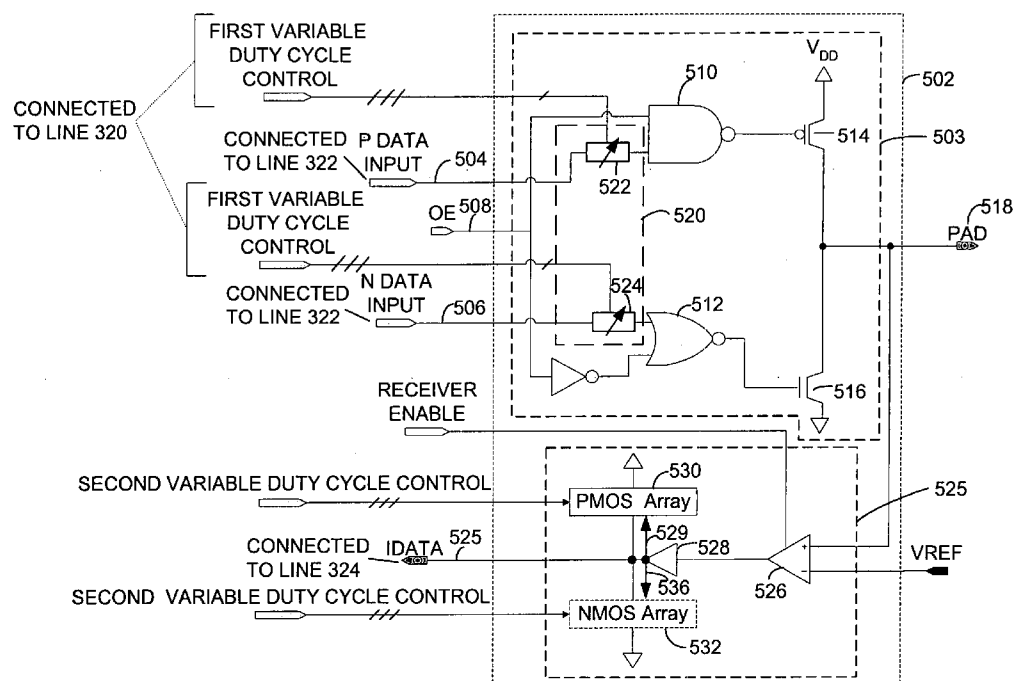 FIRST VARIABLE
DUTY CYCLE
CONTROL
CONNECTED
TO LINE 320
CONNECTED
TO LINE 322
P DATA
INPUT
504
FIRST VARIABLE
DUTY CYCLE
CONTROL
OE
508
CONNECTED
TO LINE 322
N DATA
INPUT
506
510
VDD
502
514
503
522
520
518
PAD
524
512
516
RECEIVER
ENABLE
SECOND VARIABLE DUTY CYCLE CONTROL
530
PMOS Array
525
CONNECTED
TO LINE 324
IDATA
525
529
528
+
−
526
VREF
536
SECOND VARIABLE DUTY CYCLE CONTROL
NMOS Array
532